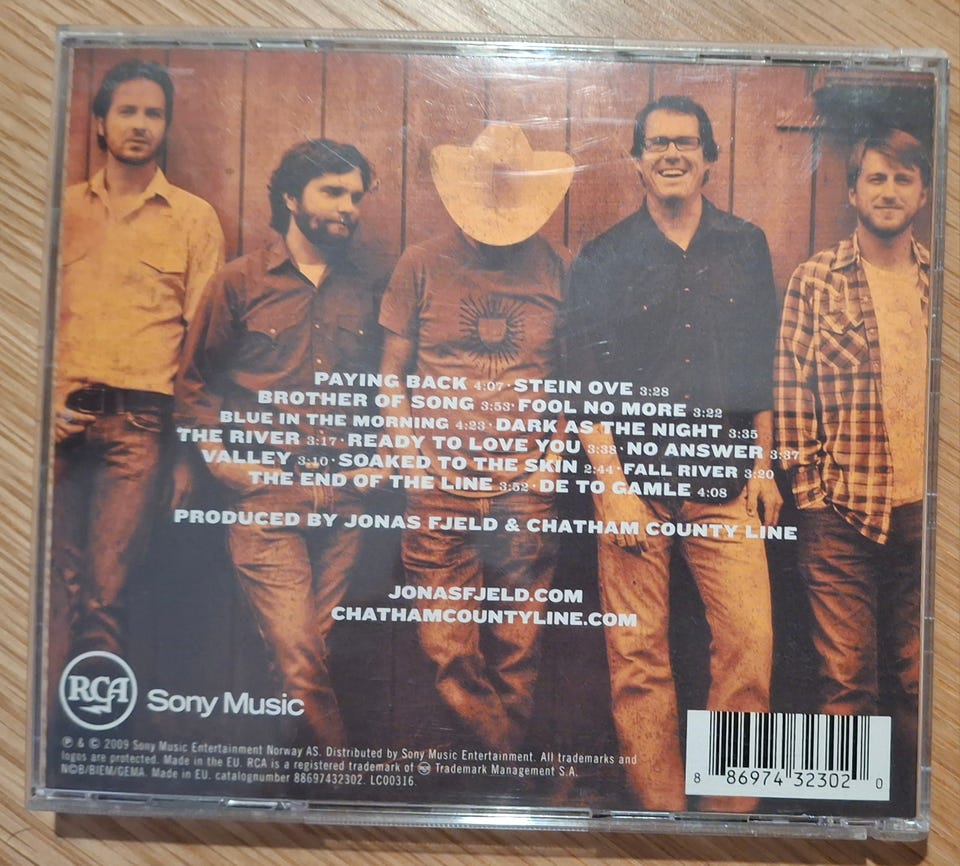 PAYING BACK 4:07 · STEIN OVE 3:28
BROTHER OF SONG 3:53 · FOOL NO MORE 3:22
BLUE IN THE MORNING 4:23 · DARK AS THE NIGHT 3:35
THE RIVER 3:17 · READY TO LOVE YOU 3:38 · NO ANSWER 3:37
VALLEY 3:10 · SOAKED TO THE SKIN 2:44 · FALL RIVER 3:20
THE END OF THE LINE 3:52 · DE TO GAMLE 4:08
PRODUCED BY JONAS FJELD & CHATHAM COUNTY LINE
JONASFJELD.COM
CHATHAMCOUNTYLINE.COM
RCA Sony Music
℗ & © 2009 Sony Music Entertainment Norway AS. Distributed by Sony Music Entertainment. All trademarks and
logos are protected. Made in the EU. RCA is a registered trademark of RCA Trademark Management S.A.
N©B/BIEM/GEMA. Made in EU. catalognumber 88697432302. LC00316.
8 86974 32302 0